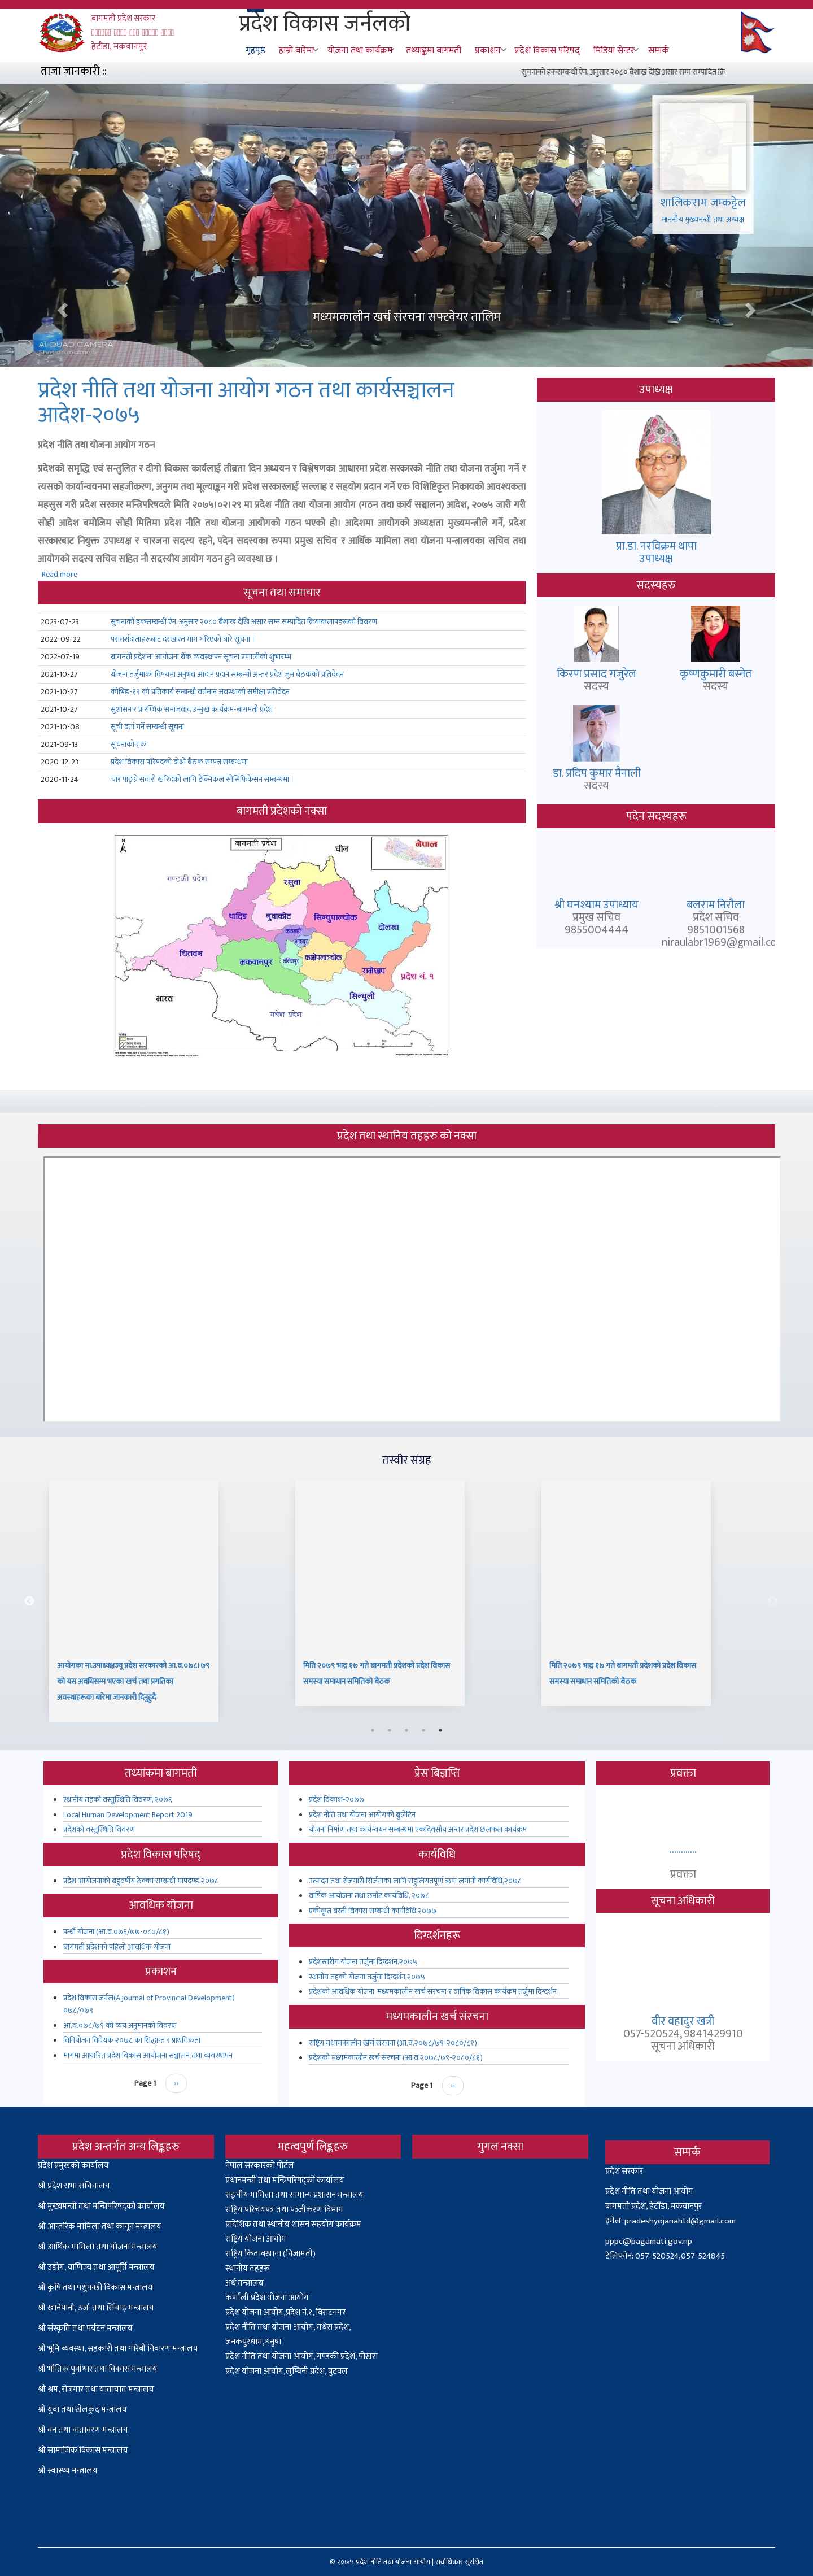 बागमती प्रदेश सरकार
हेटौंडा, मकवानपुर
प्रदेश विकास जर्नलको
गृहपृष्ठ हाम्रो बारेमा योजना तथा कार्यक्रम तथ्याङ्कमा बागमती प्रकाशन प्रदेश विकास परिषद् मिडिया सेन्टर सम्पर्क
ताजा जानकारी ::
सुचनाको हकसम्बन्धी ऐन, अनुसार २०८० बैशाख देखि असार सम्म सम्पादित क्रि
शालिकराम जम्कट्टेल
माननीय मुख्यमन्त्री तथा अध्यक्ष
मध्यमकालीन खर्च संरचना सफ्टवेयर तालिम
AI QUAD CAMERA
प्रदेश नीति तथा योजना आयोग गठन तथा कार्यसञ्चालन
आदेश-२०७५
प्रदेश नीति तथा योजना आयोग गठन
प्रदेशको समृद्धि एवं सन्तुलित र दीगो विकास कार्यलाई तीब्रता दिन अध्ययन र विश्लेषणका आधारमा प्रदेश सरकारको नीति तथा योजना तर्जुमा गर्ने र
त्यसको कार्यान्वयनमा सहजीकरण, अनुगम तथा मूल्याङ्कन गरी प्रदेश सरकारलाई सल्लाह र सहयोग प्रदान गर्ने एक विशिष्टिकृत निकायको आवश्यकता
महसुस गरी प्रदेश सरकार मन्त्रिपरिषदले मिति २०७५।०२।२९ मा प्रदेश नीति तथा योजना आयोग (गठन तथा कार्य सञ्चालन) आदेश, २०७५ जारी गरी
सोही आदेश बमोजिम सोही मितिमा प्रदेश नीति तथा योजना आयोगको गठन भएको हो। आदेशमा आयोगको अध्यक्षता मुख्यमन्त्रीले गर्ने, प्रदेश
सरकारबाट नियुक्त उपाध्यक्ष र चारजना सदस्य रहने, पदेन सदस्यका रुपमा प्रमुख सचिव र आर्थिक मामिला तथा योजना मन्त्रालयका सचिव तथा
आयोगको सदस्य सचिव सहित नौ सदस्यीय आयोग गठन हुने व्यवस्था छ ।
Read more
सूचना तथा समाचार
2023-07-23 सुचनाको हकसम्बन्धी ऐन, अनुसार २०८० बैशाख देखि असार सम्म सम्पादित क्रियाकलापहरूको विवरण
2022-09-22 परामर्शदाताहरूबाट दरखास्त माग गरिएको बारे सूचना ।
2022-07-19 बागमती प्रदेशमा आयोजना बैंक व्यवस्थापन सूचना प्रणालीको शुभारम्भ
2021-10-27 योजना तर्जुमाका विषयमा अनुभव आदान प्रदान सम्बन्धी अन्तर प्रदेश जुम बैठकको प्रतिवेदन
2021-10-27 कोभिड-१९ को प्रतिकार्य सम्बन्धी वर्तमान अवस्थाको समीक्षा प्रतिवेदन
2021-10-27 सुशासन र प्रारम्भिक समाजवाद उन्मुख कार्यक्रम-बागमती प्रदेश
2021-10-08 सूची दर्ता गर्ने सम्बन्धी सूचना
2021-09-13 सूचनाको हक
2020-12-23 प्रदेश विकास परिषदको दोश्रो बैठक सम्पन्न सम्बन्धमा
2020-11-24 चार पाङ्ग्रे सवारी खरिदको लागि टेक्निकल स्पेसिफिकेसन सम्बन्धमा ।
बागमती प्रदेशको नक्सा
बागमती प्रदेश
नेपाल
चीन
गण्डकी प्रदेश
रसुवा
धादिङ
नुवाकोट
सिन्धुपाल्चोक
दोलखा
चितवन
मकवानपुर
ललितपुर
काभ्रेपलाञ्चोक
रामेछाप
प्रदेश नं. १
सिन्धुली
भारत
मधेश प्रदेश
उपाध्यक्ष
प्रा.डा. नरविक्रम थापा
उपाध्यक्ष
सदस्यहरु
किरण प्रसाद गजुरेल
सदस्य
कृष्णकुमारी बस्नेत
सदस्य
डा. प्रदिप कुमार मैनाली
सदस्य
पदेन सदस्यहरू
श्री घनश्याम उपाध्याय
प्रमुख सचिव
9855004444
बलराम निरौला
प्रदेश सचिव
9851001568
niraulabr1969@gmail.co
प्रदेश तथा स्थानिय तहहरु को नक्सा
तस्वीर संग्रह
आयोगका मा.उपाध्यक्षज्यू प्रदेश सरकारको आ.व.०७८।७९
को यस अवधिसम्म भएका खर्च तथा प्रगतिका
अवस्थाहरूका बारेमा जानकारी दिनुहुदै
मिति २०७९ भाद्र १७ गते बागमती प्रदेशको प्रदेश विकास
समस्या समाधान समितिको बैठक
मिति २०७९ भाद्र १७ गते बागमती प्रदेशको प्रदेश विकास
समस्या समाधान समितिको बैठक
तथ्यांकमा बागमती
स्थानीय तहको वस्तुस्थिति विवरण, २०७६
Local Human Development Report 2019
प्रदेशको वस्तुस्थिति विवरण
प्रदेश विकास परिषद्
प्रदेश आयोजनाको बहुवर्षीय ठेक्का सम्बन्धी मापदण्ड,२०७८
आवधिक योजना
पन्ध्रौं योजना (आ.व.०७६/७७-०८०/८१)
बागमती प्रदेशको पहिलो आवधिक योजना
प्रकाशन
प्रदेश विकास जर्नल(A journal of Provincial Development)
०७८/०७९
आ.व.०७८/७९ को व्यय अनुमानको विवरण
विनियोजन विधेयक २०७८ का सिद्धान्त र प्राथमिकता
मागमा आधारित प्रदेश विकास आयोजना सञ्चालन तथा व्यवस्थापन
Page 1 ››
प्रेस बिज्ञप्ति
प्रदेश विकाश-२०७७
प्रदेश नीति तथा योजना आयोगको बुलेटिन
योजना निर्माण तथा कार्यन्वयन सम्बन्धमा एकदिवसीय अन्तर प्रदेश छलफल कार्यक्रम
कार्यविधि
उत्पादन तथा रोजगारी सिर्जनाका लागि सहुलियतपूर्ण ऋण लगानी कार्यविधी,२०७८
वार्षिक आयोजना तथा छनौट कार्यविधि, २०७८
एकीकृत बस्ती विकास सम्बन्धी कार्यविधि,२०७७
दिग्दर्शनहरू
प्रदेशस्तरीय योजना तर्जुमा दिग्दर्शन,२०७५
स्थानीय तहको योजना तर्जुमा दिग्दर्शन,२०७५
प्रदेशको आवधिक योजना, मध्यमकालीन खर्च संरचना र वार्षिक विकास कार्यक्रम तर्जुमा दिग्दर्शन
मध्यमकालीन खर्च संरचना
राष्ट्रिय मध्यमकालीन खर्च संरचना (आ.व.२०७८/७९-२०८०/८१)
प्रदेशको मध्यमकालीन खर्च संरचना (आ.व.२०७८/७९-२०८०/८१)
Page 1 ››
प्रवक्ता
.............
प्रवक्ता
सूचना अधिकारी
वीर वहादुर खत्री
057-520524, 9841429910
सूचना अधिकारी
प्रदेश अन्तर्गत अन्य लिङ्कहरु
प्रदेश प्रमुखको कार्यालय
श्री प्रदेश सभा सचिवालय
श्री मुख्यमन्त्री तथा मन्त्रिपरिषद्को कार्यालय
श्री आन्तरिक मामिला तथा कानून मन्त्रालय
श्री आर्थिक मामिला तथा योजना मन्त्रालय
श्री उद्योग, वाणिज्य तथा आपूर्ति मन्त्रालय
श्री कृषि तथा पशुपन्छी विकास मन्त्रालय
श्री खानेपानी, उर्जा तथा सिँचाइ मन्त्रालय
श्री संस्कृति तथा पर्यटन मन्त्रालय
श्री भूमि व्यवस्था, सहकारी तथा गरिबी निवारण मन्त्रालय
श्री भौतिक पुर्वाधार तथा विकास मन्त्रालय
श्री श्रम, रोजगार तथा यातायात मन्त्रालय
श्री युवा तथा खेलकुद मन्त्रालय
श्री वन तथा वातावरण मन्त्रालय
श्री सामाजिक विकास मन्त्रालय
श्री स्वास्थ्य मन्त्रालय
महत्वपुर्ण लिङ्कहरु
नेपाल सरकारको पोर्टल
प्रधानमन्त्री तथा मन्त्रिपरिषद्को कार्यालय
सङ्घीय मामिला तथा सामान्य प्रशासन मन्त्रालय
राष्ट्रिय परिचयपत्र तथा पञ्जीकरण विभाग
प्रादेशिक तथा स्थानीय शासन सहयोग कार्यक्रम
राष्ट्रिय योजना आयोग
राष्ट्रिय किताबखाना (निजामती)
स्थानीय तहहरू
अर्थ मन्त्रालय
कर्णाली प्रदेश योजना आयोग
प्रदेश योजना आयोग,प्रदेश नं.१, विराटनगर
प्रदेश नीति तथा योजना आयोग, मधेस प्रदेश,
जनकपुरधाम,धनुषा
प्रदेश नीति तथा योजना आयोग, गण्डकी प्रदेश, पोखरा
प्रदेश योजना आयोग,लुम्बिनी प्रदेश, बुटवल
गुगल नक्सा
सम्पर्क
प्रदेश सरकार
प्रदेश नीति तथा योजना आयोग
बागमती प्रदेश, हेटौँडा, मकवानपुर
इमेल: pradeshyojanahtd@gmail.com
pppc@bagamati.gov.np
टेलिफोन: 057-520524,057-524845
© २०७५ प्रदेश नीति तथा योजना आयोग | सर्वाधिकार सुरक्षित